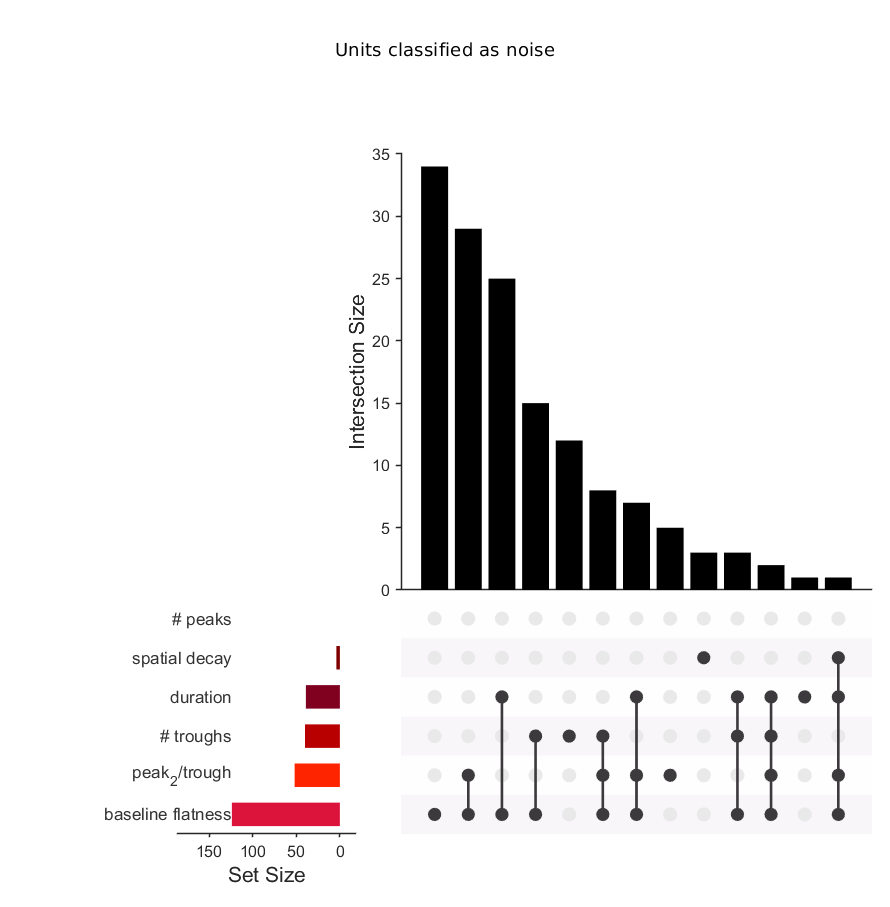 Units classified as noise
35
30
25
20
15
10
5
0
Intersection Size
# peaks
spatial decay
duration
# troughs
peak2/trough
baseline flatness
150 100 50 0
Set Size